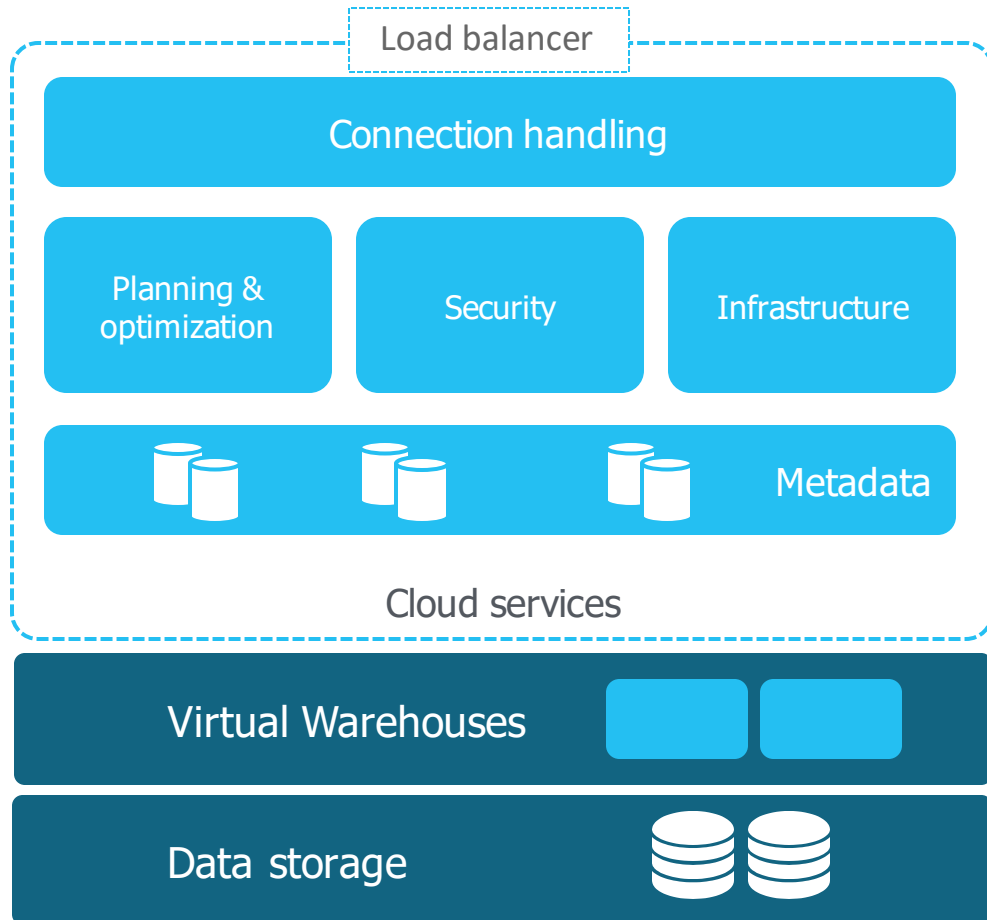 Load balancer
Connection handling
Planning &
optimization
Security
Infrastructure
Metadata
Cloud services
Virtual Warehouses
Data storage